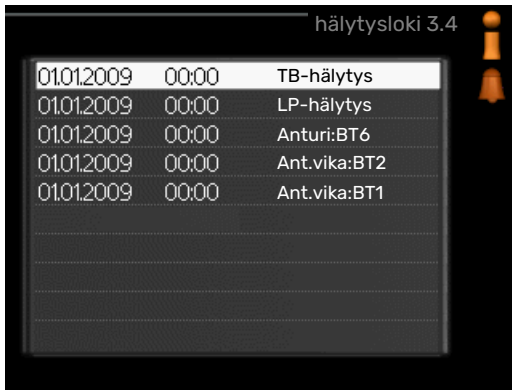 hälytysloki 3.4
01.01.2009 00:00 TB-hälytys
01.01.2009 00:00 LP-hälytys
01.01.2009 00:00 Anturi:BT6
01.01.2009 00:00 Ant.vika:BT2
01.01.2009 00:00 Ant.vika:BT1